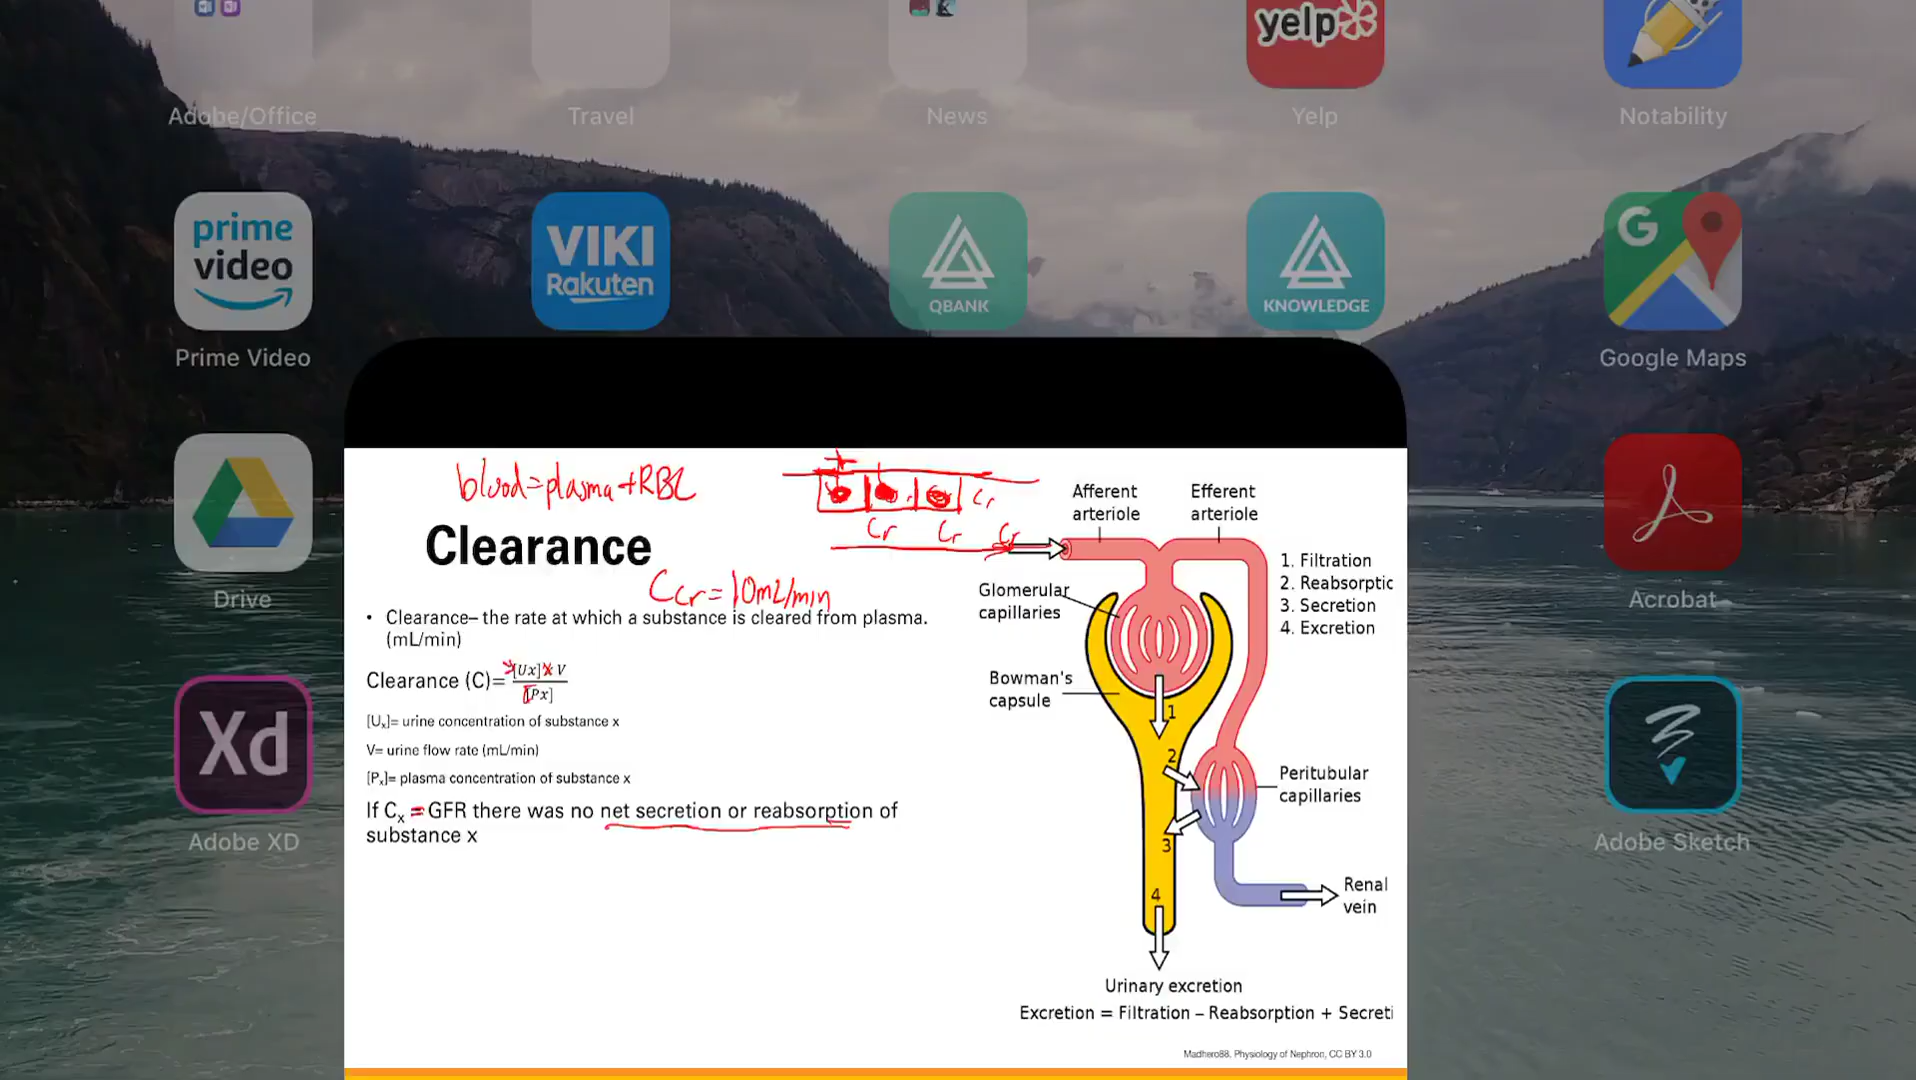 Adobe/Office
Travel
News
yelp
Yelp
Notability
prime
video
Prime Video
VIKI
Rakuten
QBANK
KNOWLEDGE
G
Google Maps
Drive
Acrobat
Xd
Adobe XD
Adobe Sketch
blood=plasma+RBC
Cr
Cr
Cr
Cr
Clearance
Ccr=10mL/min
• Clearance– the rate at which a substance is cleared from plasma.
(mL/min)
Clearance (C)= [Ux]x V
[Px]
[Ux]= urine concentration of substance x
V= urine flow rate (mL/min)
[Px]= plasma concentration of substance x
If Cx = GFR there was no net secretion or reabsorption of
substance x
Afferent
arteriole
Efferent
arteriole
1. Filtration
2. Reabsorptic
3. Secretion
4. Excretion
Glomerular
capillaries
Bowman's
capsule
1
2
3
4
Peritubular
capillaries
Renal
vein
Urinary excretion
Excretion = Filtration – Reabsorption + Secreti
Madhero88. Physiology of Nephron, CC BY 3.0